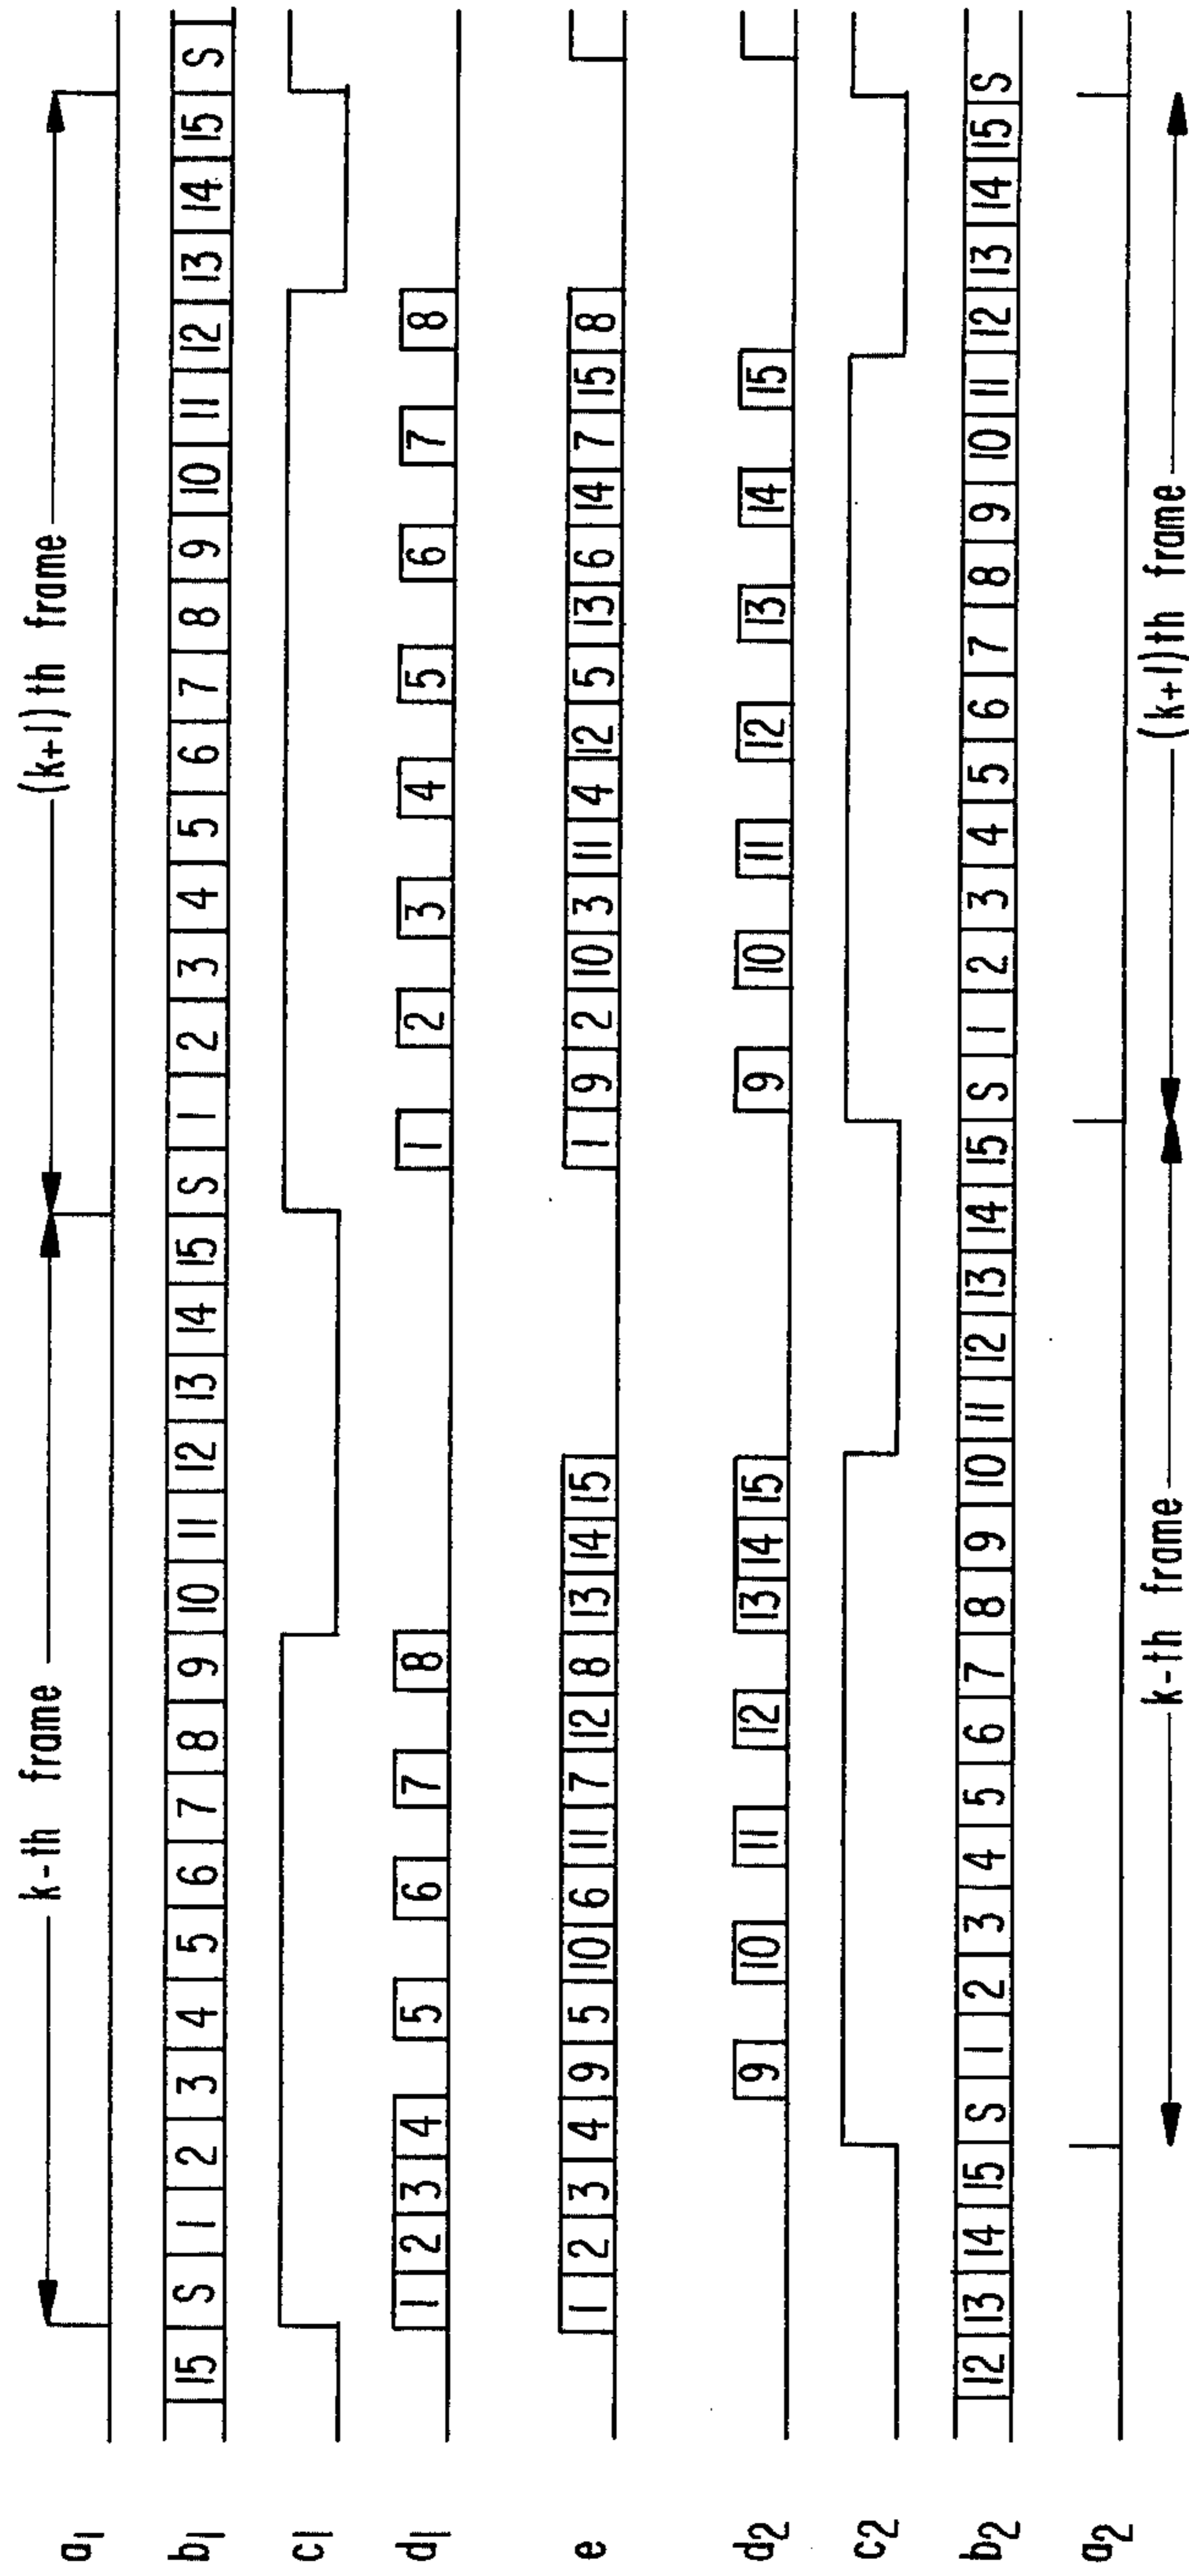 k-th frame (k+1)th frame
a1
b1 15 S 1 2 3 4 5 6 7 8 9 10 11 12 13 14 15 S 1 2 3 4 5 6 7 8 9 10 11 12 13 14 15 S
c1
d1 1 2 3 4 5 6 7 8 1 2 3 4 5 6 7 8
e 1 2 3 4 9 5 10 6 11 7 12 8 13 14 15 1 9 2 10 3 11 4 12 5 13 6 14 7 15 8
d2 9 10 11 12 13 14 15 9 10 11 12 13 14 15
c2
b2 12 13 14 15 S 1 2 3 4 5 6 7 8 9 10 11 12 13 14 15 S 1 2 3 4 5 6 7 8 9 10 11 12 13 14 15 S
a2
k-th frame (k+1)th frame